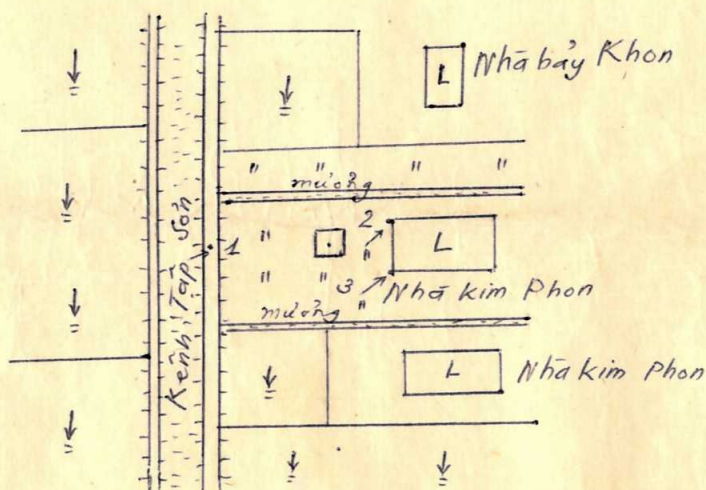 L
Nhà bảy Khon
mương
Kênh Tập Sơn
1
2
L
3
Nhà kim Phon
mương
L
Nhà kim Phon